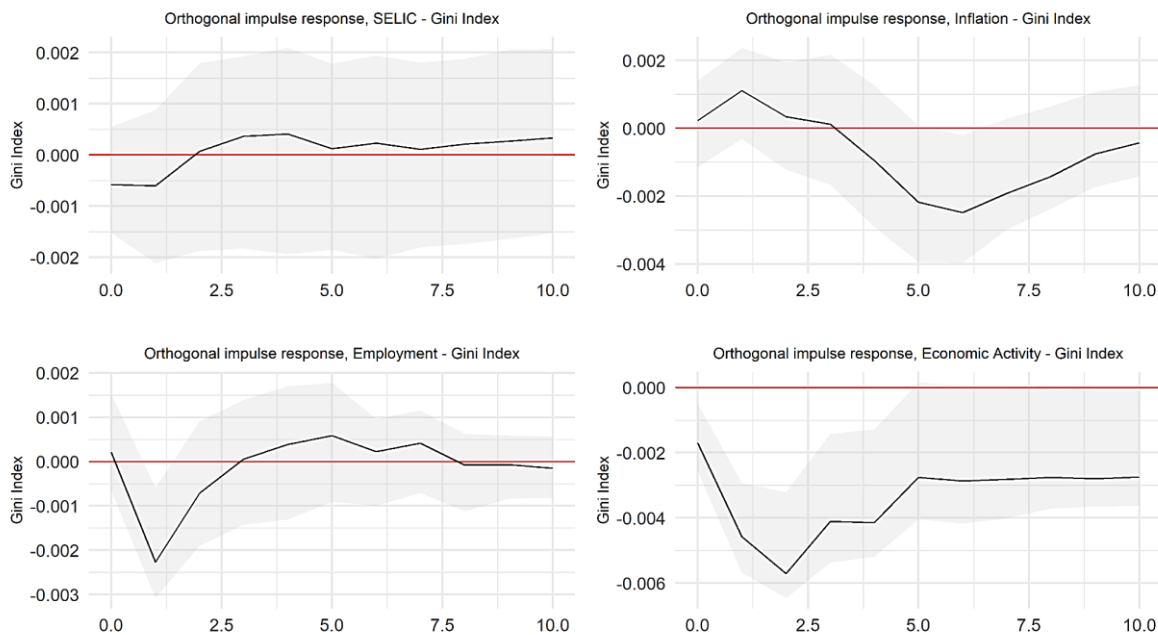 Orthogonal impulse response, SELIC - Gini Index
Gini Index
0.002
0.001
0.000
-0.001
-0.002
0.0 2.5 5.0 7.5 10.0
Orthogonal impulse response, Inflation - Gini Index
Gini Index
0.002
0.000
-0.002
-0.004
0.0 2.5 5.0 7.5 10.0
Orthogonal impulse response, Employment - Gini Index
Gini Index
0.002
0.001
0.000
-0.001
-0.002
-0.003
0.0 2.5 5.0 7.5 10.0
Orthogonal impulse response, Economic Activity - Gini Index
Gini Index
0.000
-0.002
-0.004
-0.006
0.0 2.5 5.0 7.5 10.0